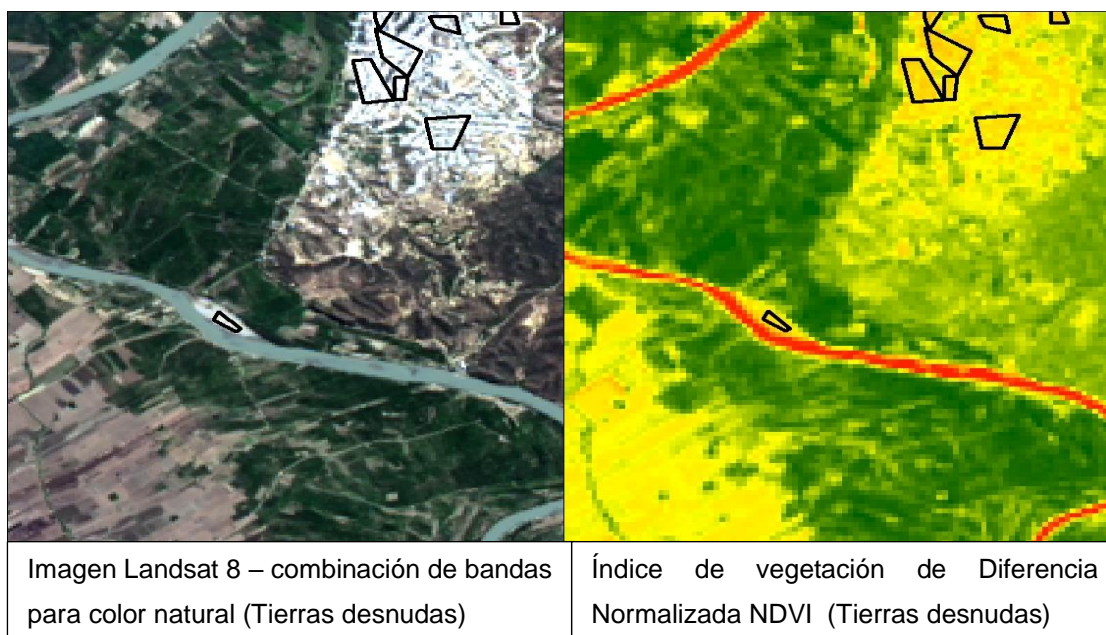 Imagen Landsat 8 – combinación de bandas
para color natural (Tierras desnudas)
Índice de vegetación de Diferencia
Normalizada NDVI (Tierras desnudas)